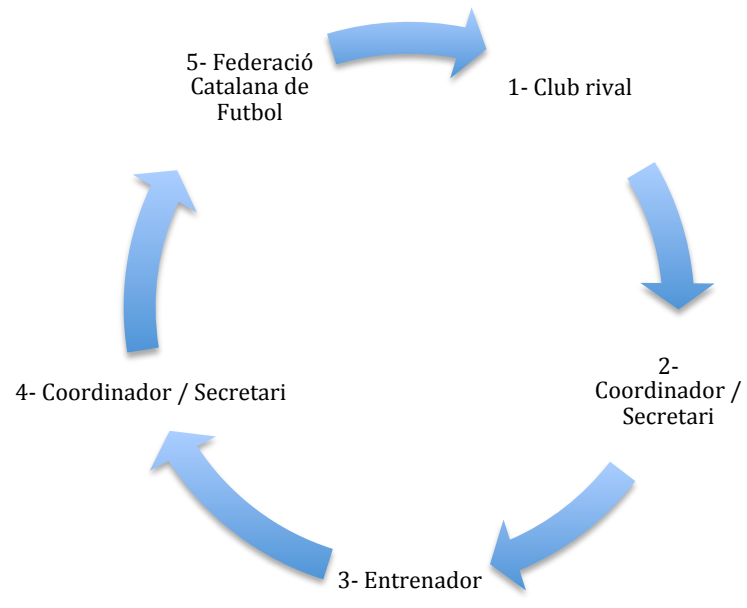 1- Club rival
2-
Coordinador /
Secretari
3- Entrenador
4- Coordinador / Secretari
5- Federació
Catalana de
Futbol